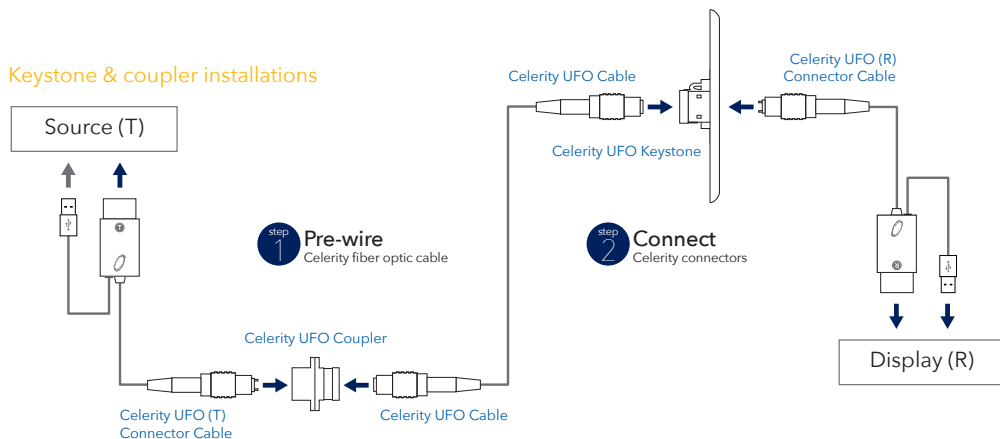 Keystone & coupler installations
Source (T)
T
Celerity UFO Cable
Celerity UFO (R)
Connector Cable
Celerity UFO Keystone
step
1
Pre-wire
Celerity fiber optic cable
step
2
Connect
Celerity connectors
R
Display (R)
Celerity UFO Coupler
Celerity UFO (T)
Connector Cable
Celerity UFO Cable